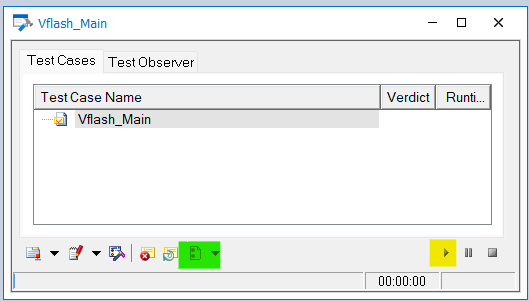 Vflash_Main
Test Cases Test Observer
Test Case Name Verdict Runti...
Vflash_Main
00:00:00